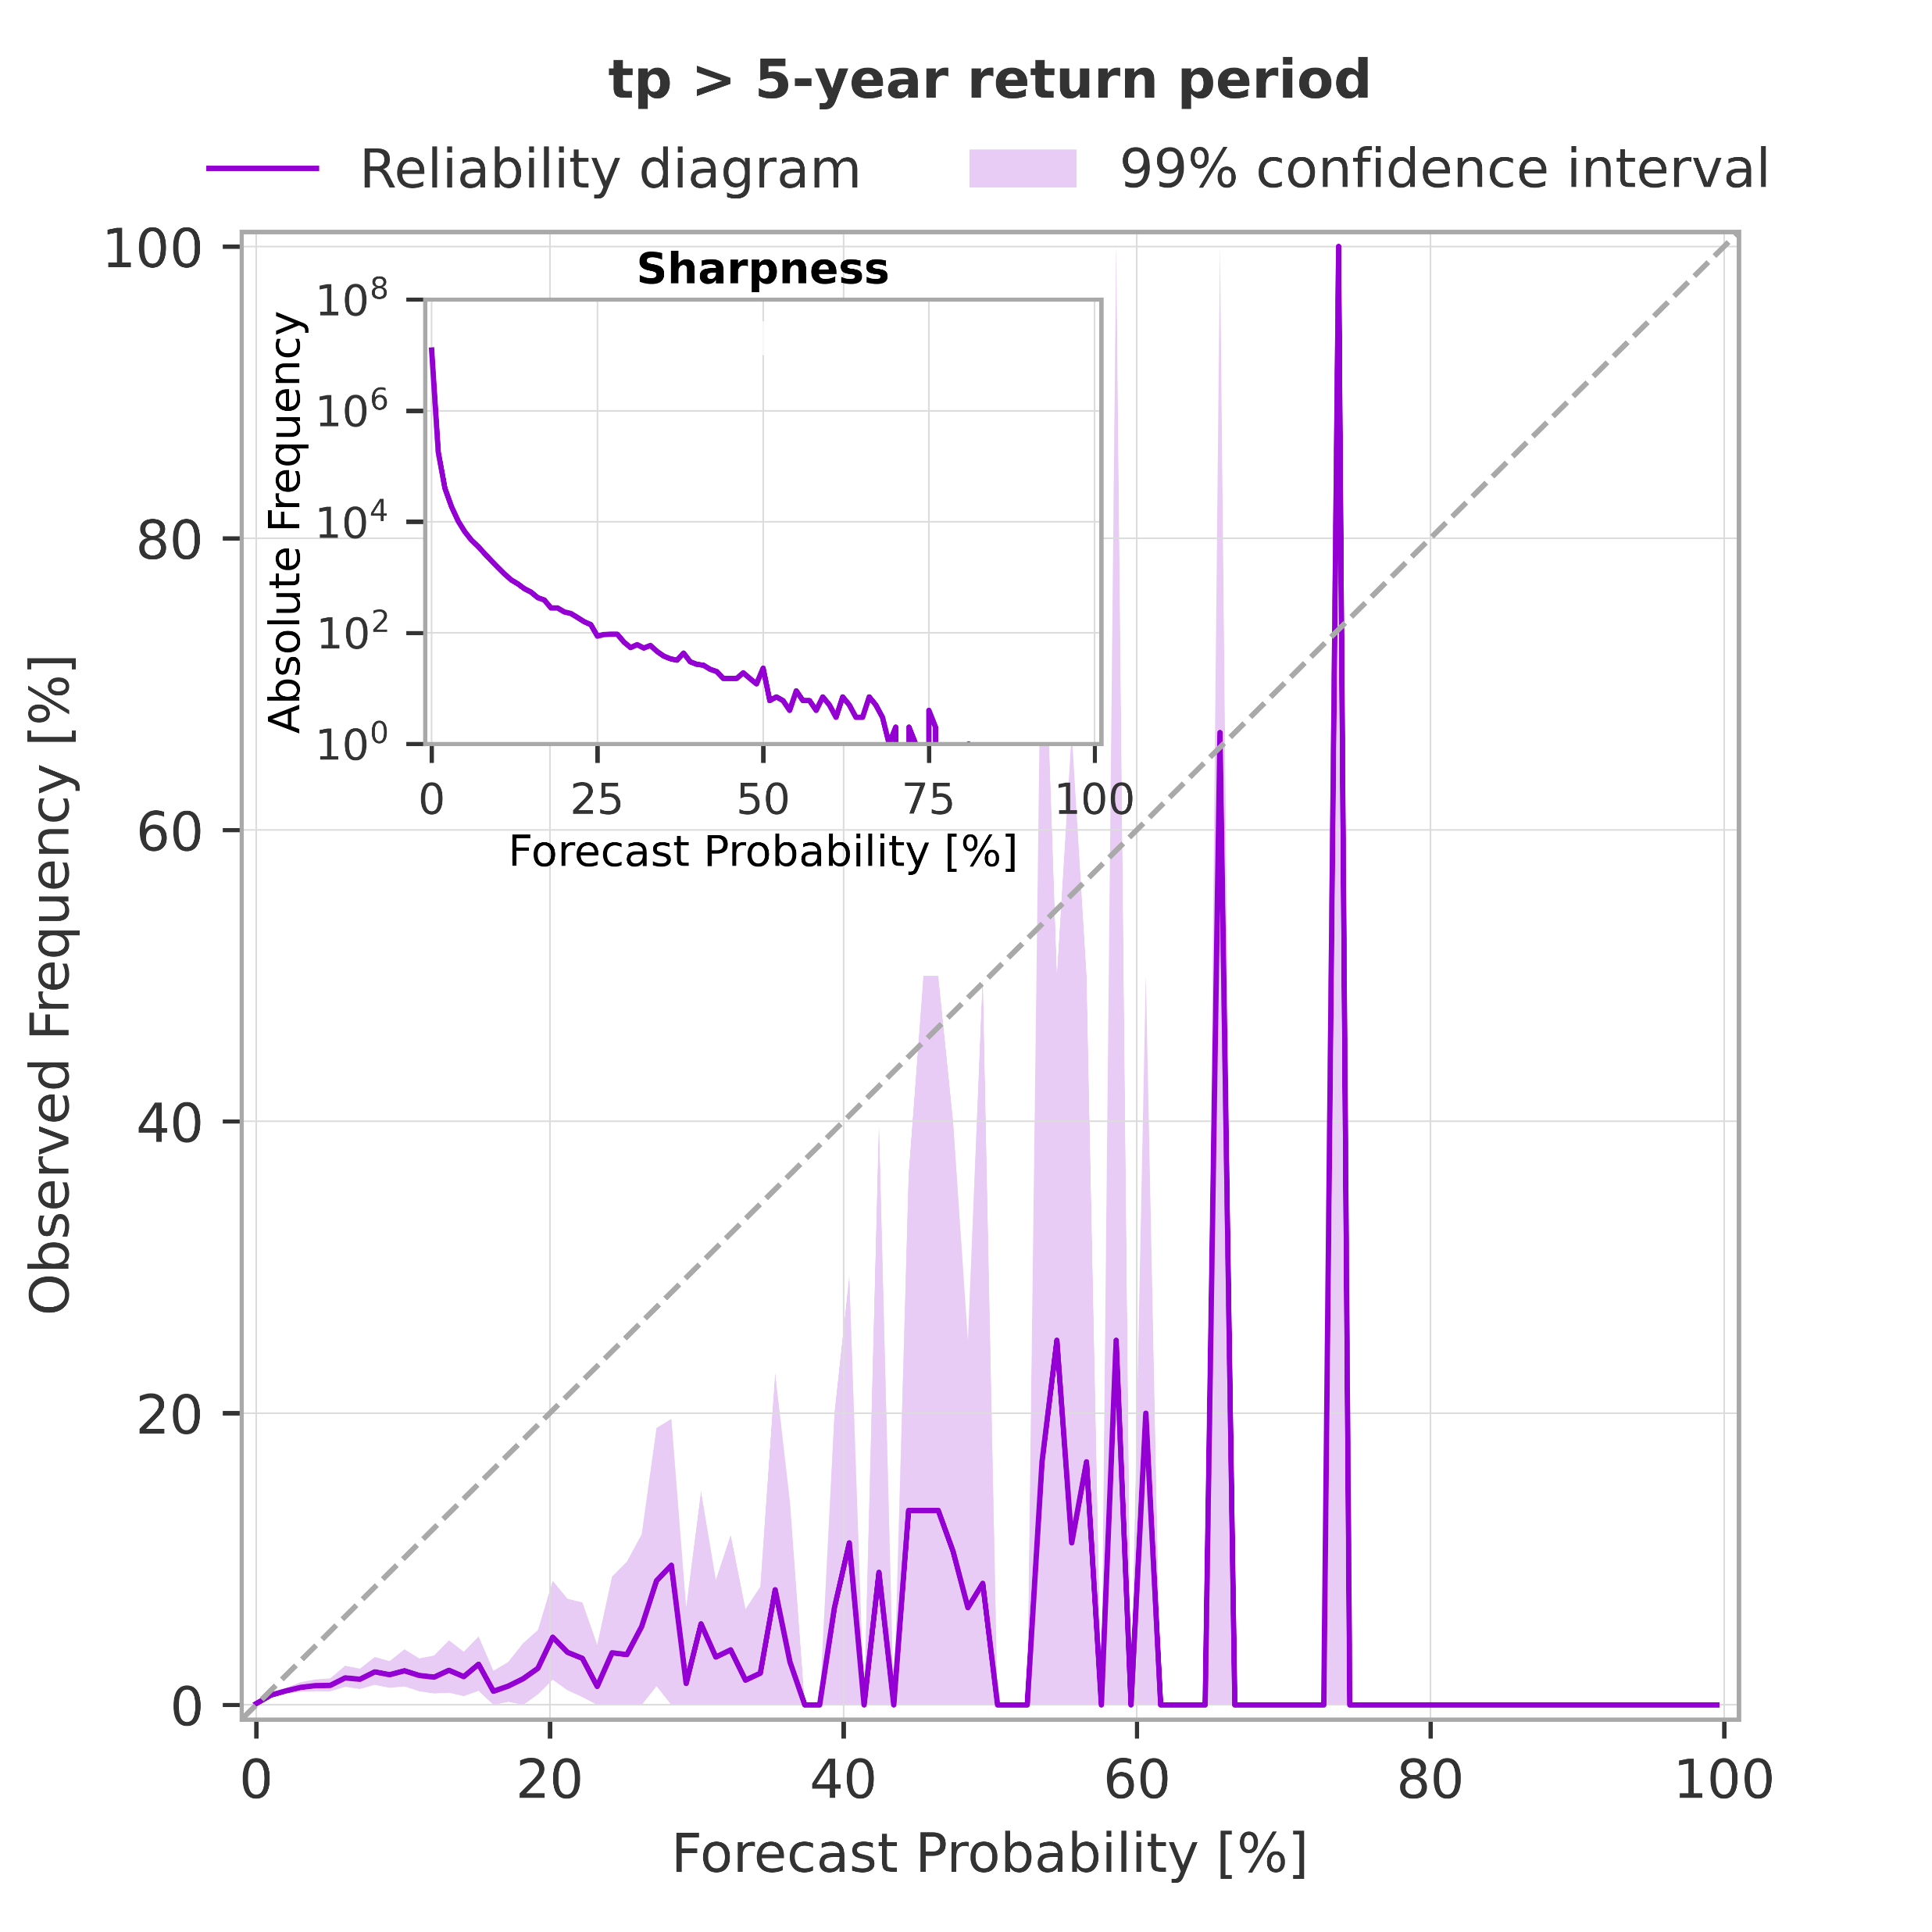 tp > 5-year return period
Reliability diagram
99% confidence interval
Sharpness
Absolute Frequency
10^8
10^6
10^4
10^2
10^0
0 25 50 75 100
Forecast Probability [%]
Observed Frequency [%]
100
80
60
40
20
0
0 20 40 60 80 100
Forecast Probability [%]